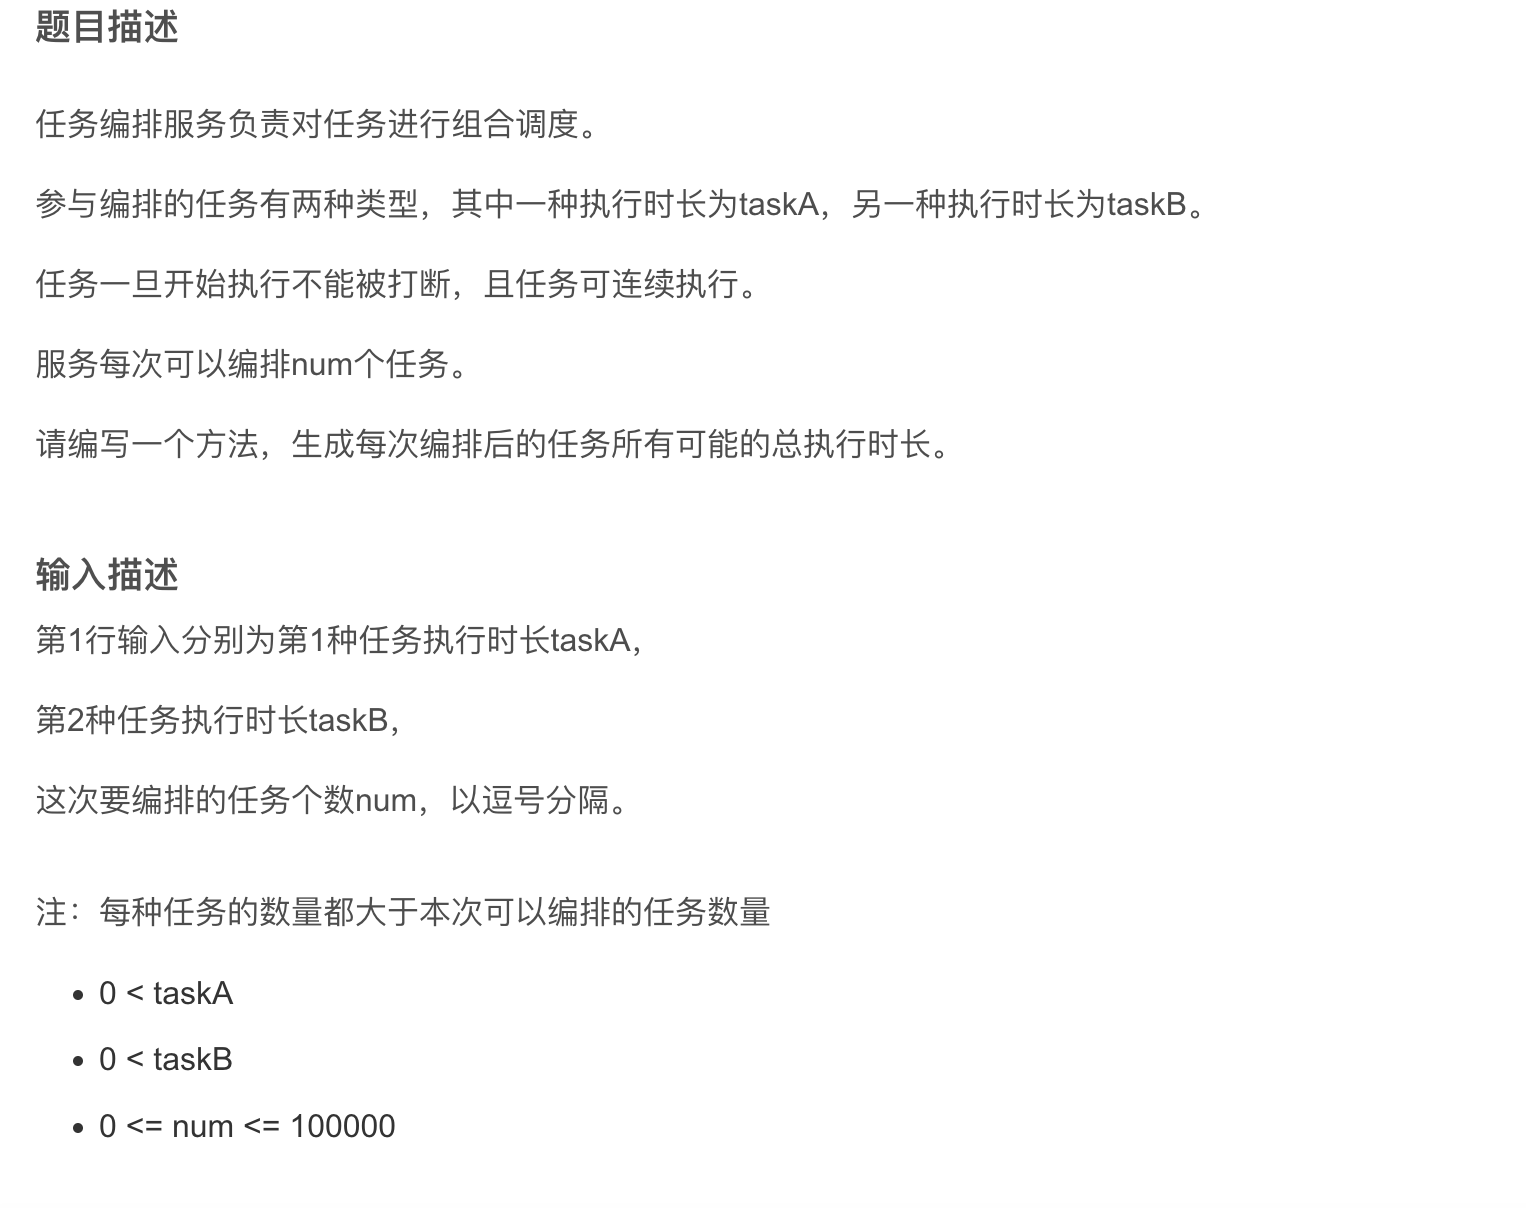 题目描述
任务编排服务负责对任务进行组合调度。
参与编排的任务有两种类型，其中一种执行时长为taskA，另一种执行时长为taskB。
任务一旦开始执行不能被打断，且任务可连续执行。
服务每次可以编排num个任务。
请编写一个方法，生成每次编排后的任务所有可能的总执行时长。
输入描述
第1行输入分别为第1种任务执行时长taskA，
第2种任务执行时长taskB，
这次要编排的任务个数num，以逗号分隔。
注：每种任务的数量都大于本次可以编排的任务数量
• 0 < taskA
• 0 < taskB
• 0 <= num <= 100000